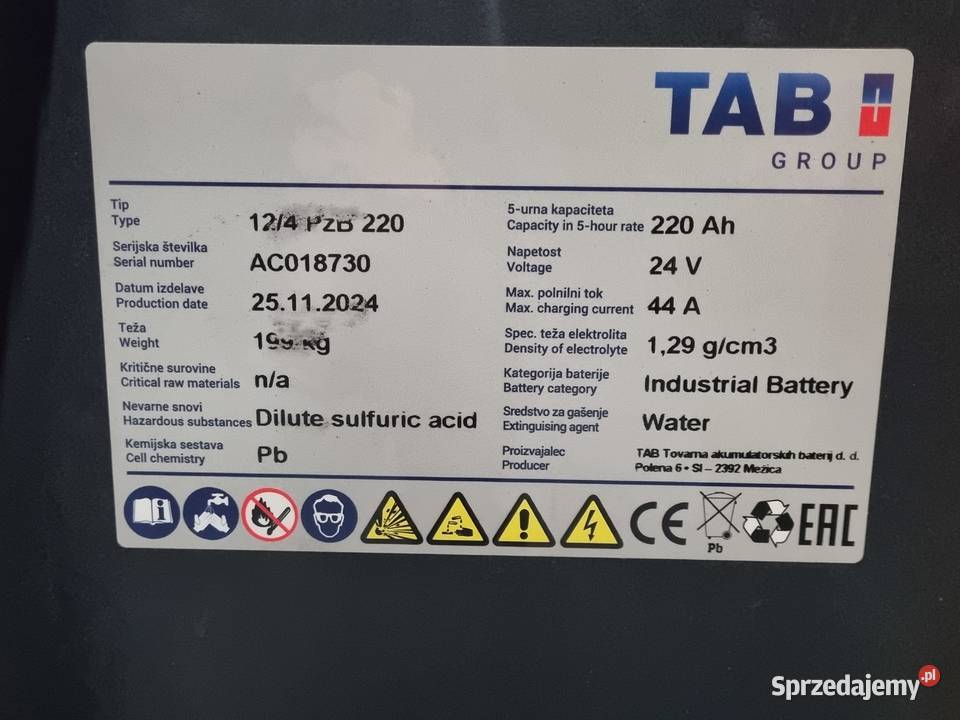 TAB
GROUP
Tip
Type 12/4 PzB 220
Serijska številka
Serial number AC018730
Datum izdelave
Production date 25.11.2024
Teža
Weight 199 kg
Kritične surovine
Critical raw materials n/a
Nevarne snovi
Hazardous substances Dilute sulfuric acid
Kemijska sestava
Cell chemistry Pb
5-urna kapaciteta
Capacity in 5-hour rate 220 Ah
Napetost
Voltage 24 V
Max. polnilni tok
Max. charging current 44 A
Spec. teža elektrolita
Density of electrolyte 1,29 g/cm3
Kategorija baterije
Battery category Industrial Battery
Sredstvo za gašenje
Extinguishing agent Water
Proizvajalec TAB Tovarna akumulatorskih baterij d. d.
Producer Polena 6 • SI – 2392 Mežica
CE
Pb
EAC
Sprzedajemy.pl